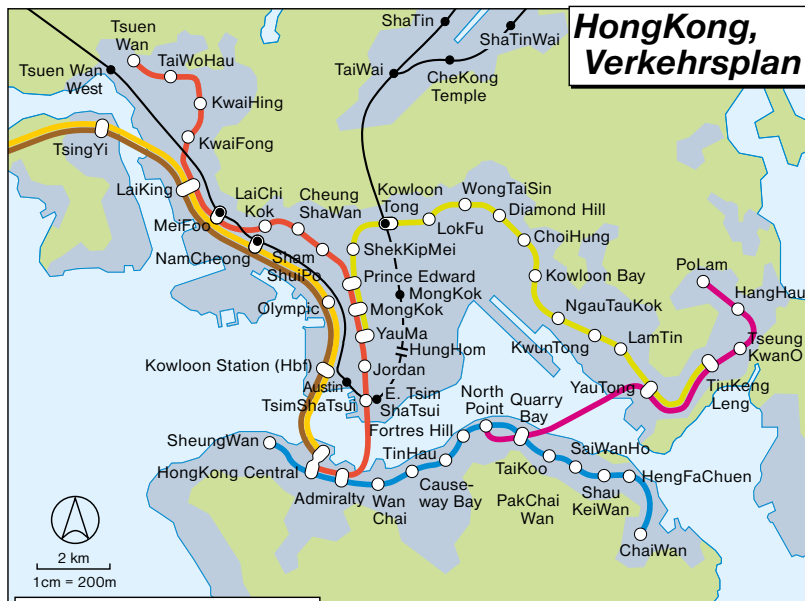 HongKong,
Verkehrsplan
Tsuen
Wan
ShaTin
ShaTinWai
Tsuen Wan
West
TaiWoHau
TaiWai
CheKong
Temple
KwaiHing
KwaiFong
TsingYi
LaiKing
LaiChi
Kok
Cheung
ShaWan
Kowloon
Tong
WongTaiSin
Diamond Hill
LokFu
ChoiHung
MeiFoo
NamCheong
Sham
ShuiPo
ShekKipMei
Kowloon Bay
PoLam
HangHau
Prince Edward
MongKok
MongKok
Olympic
NgauTauKok
YauMa
KwunTong
LamTin
Tseung
KwanO
HungHom
Kowloon Station (Hbf)
Jordan
Austin
E. Tsim
ShaTsui
TsimShaTsui
YauTong
TiuKeng
Leng
North
Point
Quarry
Bay
Fortres Hill
SheungWan
TinHau
SaiWanHo
HongKong Central
TaiKoo
HengFaChuen
Admiralty
Wan
Chai
Cause-
way Bay
PakChai
Wan
Shau
KeiWan
ChaiWan
2 km
1cm = 200m